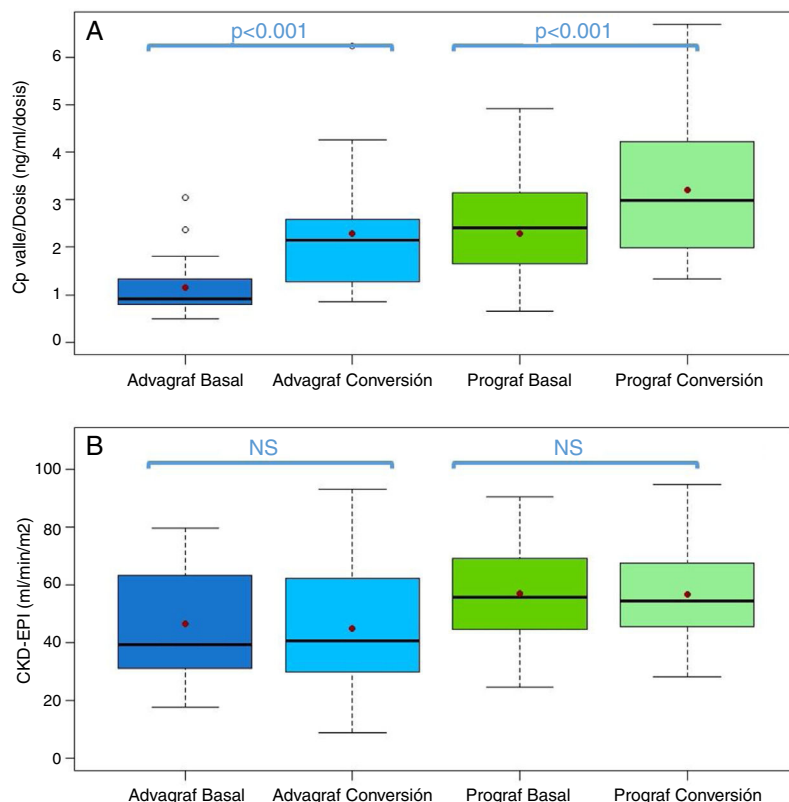 A
p<0.001
p<0.001
Cp valle/Dosis (ng/ml/dosis)
6
5
4
3
2
1
0
Advagraf Basal
Advagraf Conversión
Prograf Basal
Prograf Conversión
B
NS
NS
CKD-EPI (ml/min/m2)
100
80
60
40
20
0
Advagraf Basal
Advagraf Conversión
Prograf Basal
Prograf Conversión